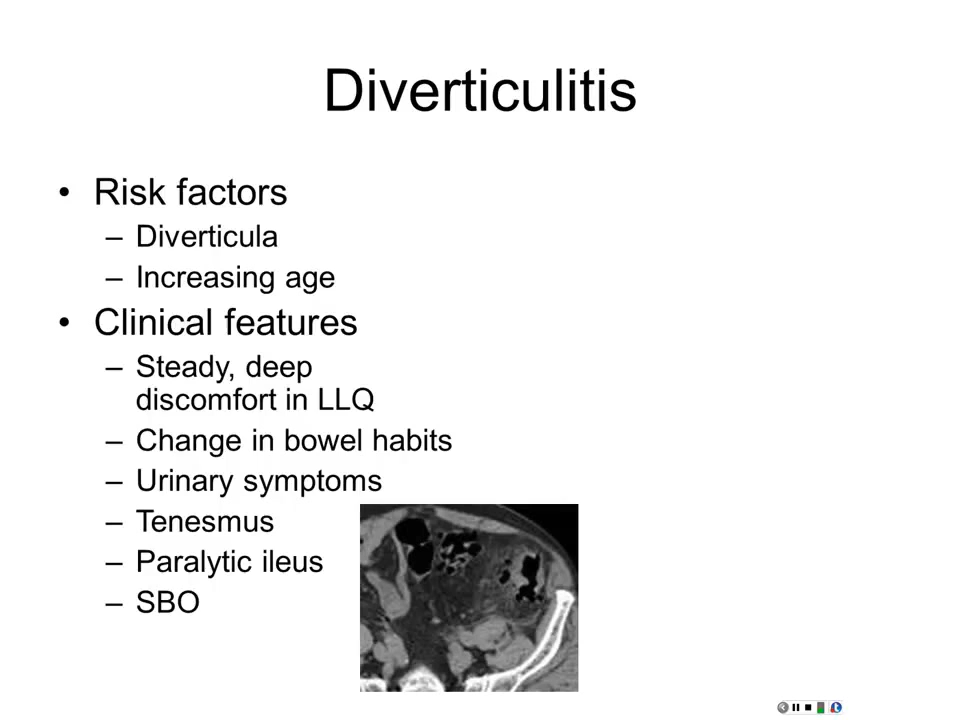 Diverticulitis
• Risk factors
– Diverticula
– Increasing age
• Clinical features
– Steady, deep
discomfort in LLQ
– Change in bowel habits
– Urinary symptoms
– Tenesmus
– Paralytic ileus
– SBO